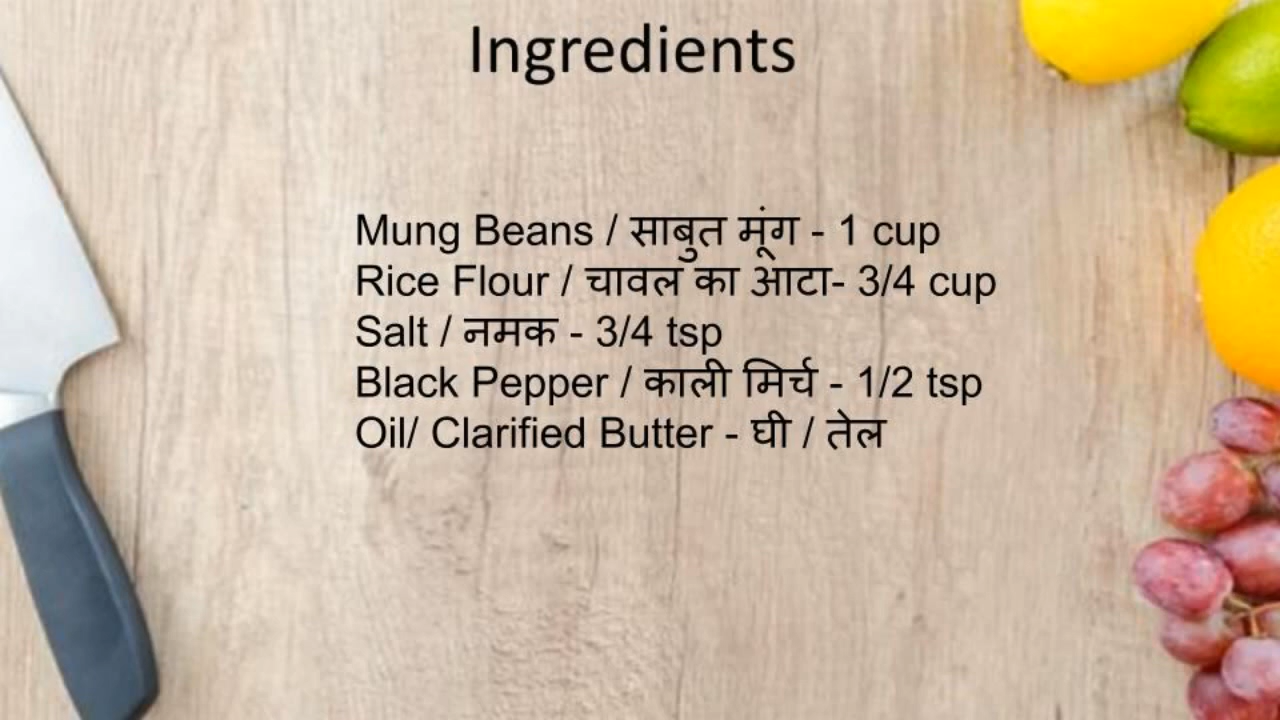 Ingredients
Mung Beans / साबुत मूंग - 1 cup
Rice Flour / चावल का आटा- 3/4 cup
Salt / नमक - 3/4 tsp
Black Pepper / काली मिर्च - 1/2 tsp
Oil/ Clarified Butter - घी / तेल